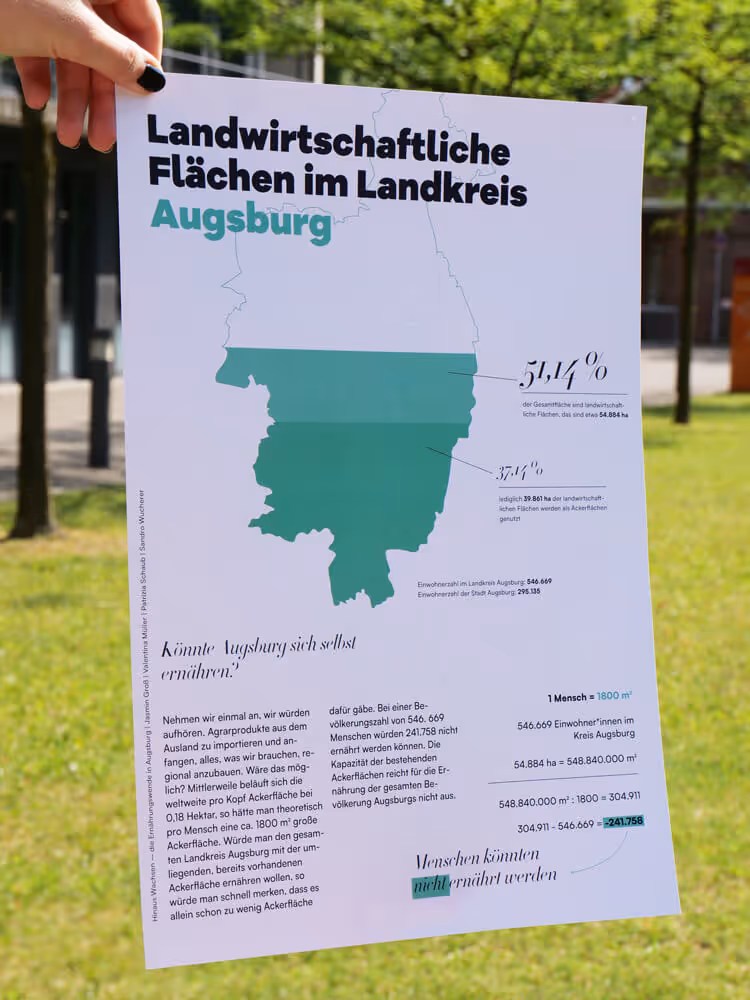 Landwirtschaftliche
Flächen im Landkreis
Augsburg
51,14 %
der Gesamtfläche sind landwirtschaft-
liche Flächen, das sind etwa 54.884 ha
37,14 %
lediglich 39.861 ha der landwirtschaft-
lichen Flächen werden als Ackerflächen
genutzt
Einwohnerzahl im Landkreis Augsburg: 546.669
Einwohnerzahl der Stadt Augsburg: 295.135
Hinaus Wachsen — die Ernährungswende in Augsburg | Jasmin Groß | Valentina Müller | Patrizia Schaub | Sandro Wucherer
Könnte Augsburg sich selbst
ernähren?
Nehmen wir einmal an, wir würden
aufhören. Agrarprodukte aus dem
Ausland zu importieren und an-
fangen, alles, was wir brauchen, re-
gional anzubauen. Wäre das mög-
lich? Mittlerweile beläuft sich die
weltweite pro Kopf Ackerfläche bei
0,18 Hektar, so hätte man theoretisch
pro Mensch eine ca. 1800 m² große
Ackerfläche. Würde man den gesam-
ten Landkreis Augsburg mit der um-
liegenden, bereits vorhandenen
Ackerfläche ernähren wollen, so
würde man schnell merken, dass es
allein schon zu wenig Ackerfläche
dafür gäbe. Bei einer Be-
völkerungszahl von 546. 669
Menschen würden 241.758 nicht
ernährt werden können. Die
Kapazität der bestehenden
Ackerflächen reicht für die Er-
nährung der gesamten Be-
völkerung Augsburgs nicht aus.
1 Mensch = 1800 m²
546.669 Einwohner*innen im
Kreis Augsburg
54.884 ha = 548.840.000 m²
548.840.000 m² : 1800 = 304.911
304.911 - 546.669 = -241.758
Menschen könnten
nicht ernährt werden